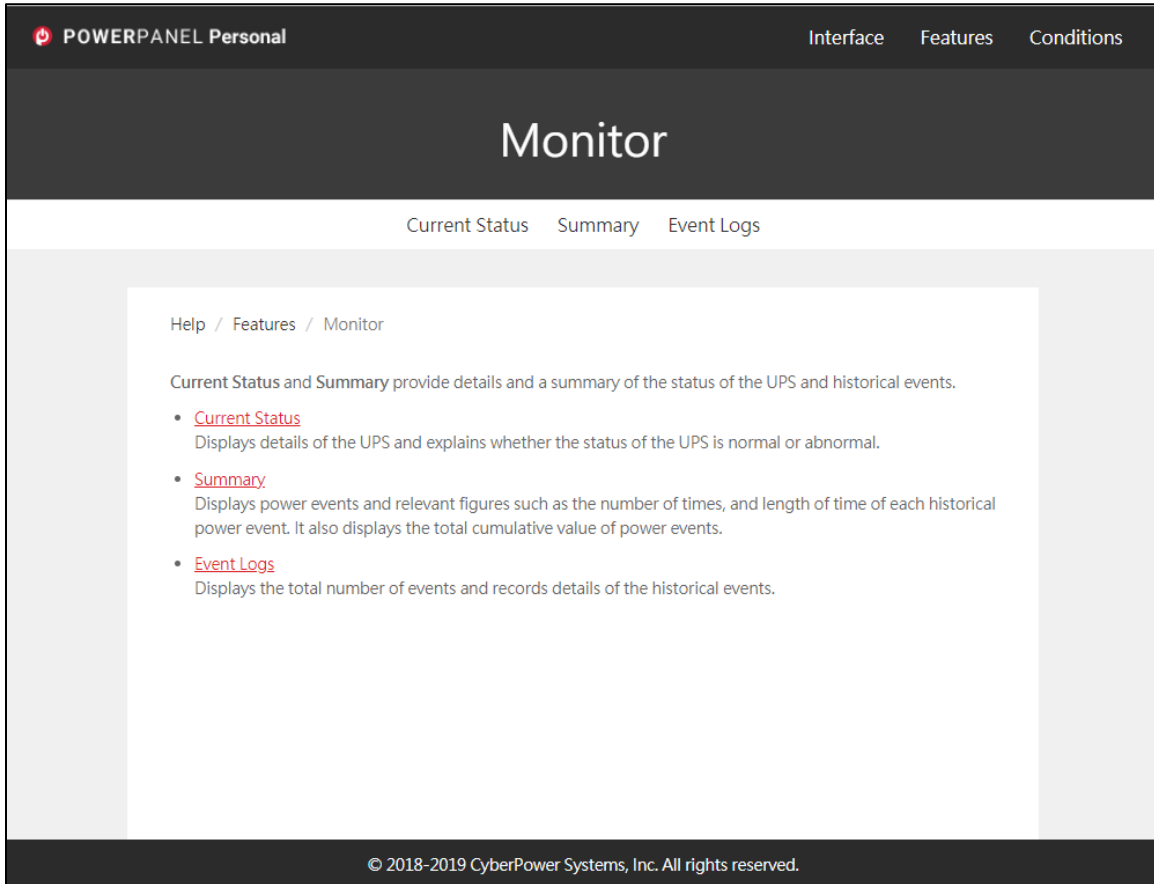 POWERPANEL Personal
Interface Features Conditions
Monitor
Current Status Summary Event Logs
Help / Features / Monitor
Current Status and Summary provide details and a summary of the status of the UPS and historical events.
• Current Status
Displays details of the UPS and explains whether the status of the UPS is normal or abnormal.
• Summary
Displays power events and relevant figures such as the number of times, and length of time of each historical
power event. It also displays the total cumulative value of power events.
• Event Logs
Displays the total number of events and records details of the historical events.
© 2018-2019 CyberPower Systems, Inc. All rights reserved.